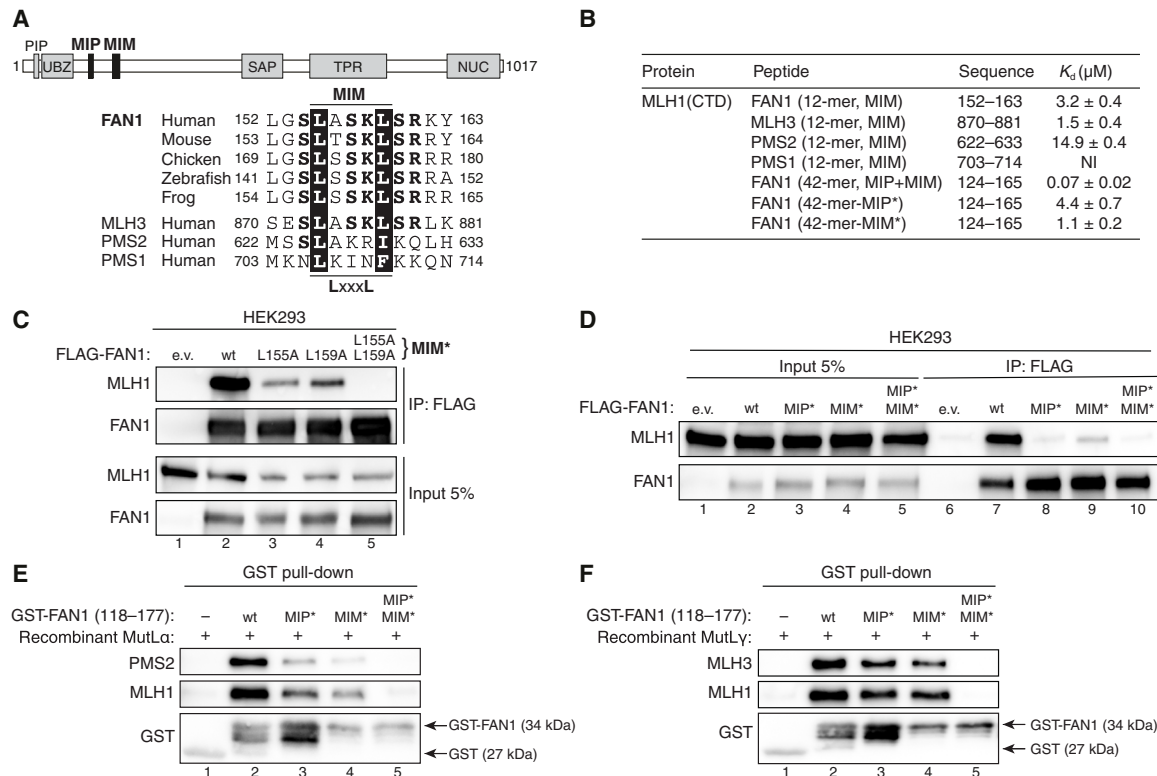 A
PIP
MIP MIM
1 UBZ SAP TPR NUC 1017
MIM
FAN1 Human 152 LGSLASKLSRKY 163
Mouse 153 LGSLTSKLSRRY 164
Chicken 169 LGSLSSKLSRRR 180
Zebrafish 141 LGSLSSKLSRRA 152
Frog 154 LGSLSSKLSRRR 165
MLH3 Human 870 SESLASKLSRLK 881
PMS2 Human 622 MSSLAKRIKQLH 633
PMS1 Human 703 MKNLKINFKKQN 714
LxxxL
B
Protein Peptide Sequence Kd (µM)
MLH1(CTD) FAN1 (12-mer, MIM) 152–163 3.2 ± 0.4
MLH3 (12-mer, MIM) 870–881 1.5 ± 0.4
PMS2 (12-mer, MIM) 622–633 14.9 ± 0.4
PMS1 (12-mer, MIM) 703–714 NI
FAN1 (42-mer, MIP+MIM) 124–165 0.07 ± 0.02
FAN1 (42-mer-MIP*) 124–165 4.4 ± 0.7
FAN1 (42-mer-MIM*) 124–165 1.1 ± 0.2
C
HEK293
L155A
FLAG-FAN1: e.v. wt L155A L159A L159A } MIM*
MLH1
IP: FLAG
FAN1
MLH1
Input 5%
FAN1
1 2 3 4 5
D
HEK293
Input 5% IP: FLAG
MIP* MIP*
FLAG-FAN1: e.v. wt MIP* MIM* MIM* e.v. wt MIP* MIM* MIM*
MLH1
FAN1
1 2 3 4 5 6 7 8 9 10
E
GST pull-down
MIP*
GST-FAN1 (118–177): – wt MIP* MIM* MIM*
Recombinant MutLα: + + + + +
PMS2
MLH1
GST
GST-FAN1 (34 kDa)
GST (27 kDa)
1 2 3 4 5
F
GST pull-down
MIP*
GST-FAN1 (118–177): – wt MIP* MIM* MIM*
Recombinant MutLγ: + + + + +
MLH3
MLH1
GST
GST-FAN1 (34 kDa)
GST (27 kDa)
1 2 3 4 5